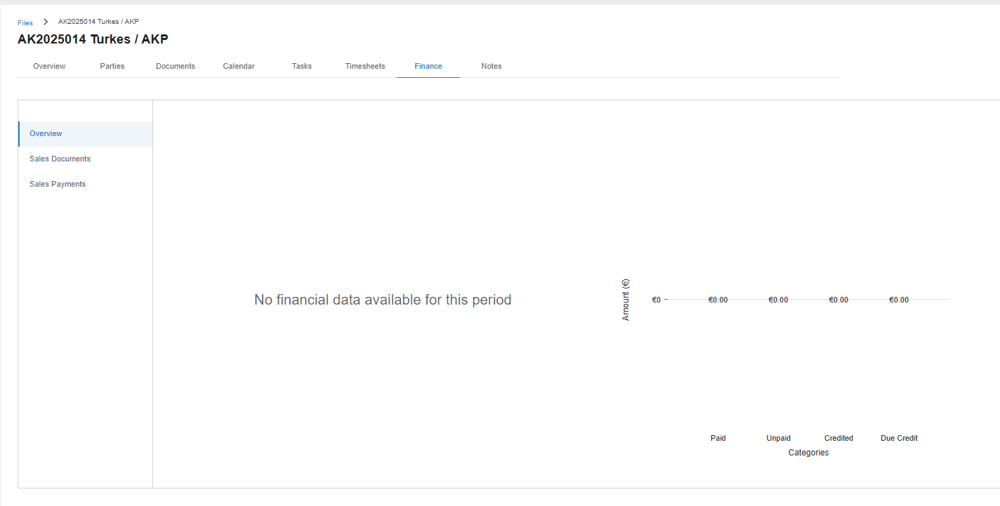 Files > AK2025014 Turkes / AKP
AK2025014 Turkes / AKP
Overview Parties Documents Calendar Tasks Timesheets Finance Notes
Overview
Sales Documents
Sales Payments
No financial data available for this period
Amount (€)
€0 €0.00 €0.00 €0.00 €0.00
Paid Unpaid Credited Due Credit
Categories